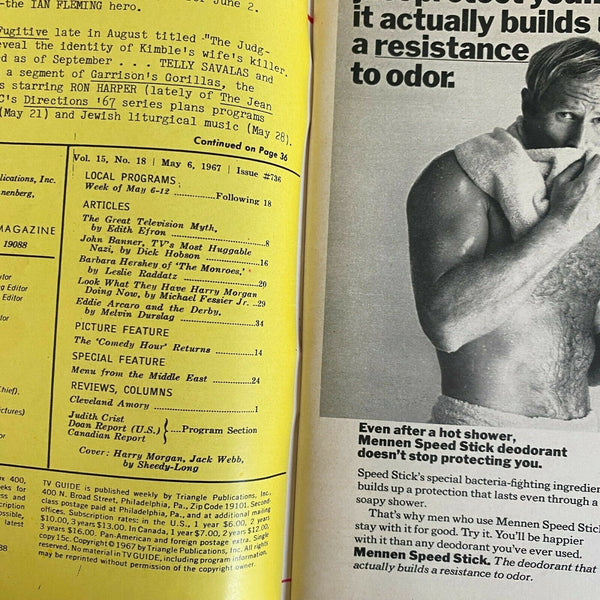 the IAN FLEMING hero.
June 2.
Fugitive late in August titled "The Judg-
reveal the identity of Kimble's wife's killer.
as of September . . . TELLY SAVALAS and
a segment of Garrison's Gorillas, the
s starring RON HARPER (lately of The Jean
C's Directions '67 series plans programs
(May 21) and Jewish liturgical music (May 28).
Continued on Page 36
Publications, Inc.
nenberg,
MAGAZINE
19088
Editor
Editor
Chief).
ctures)
Vol. 15, No. 18 | May 6, 1967 | Issue #736
LOCAL PROGRAMS
Week of May 6-12 ............Following 18
ARTICLES
The Great Television Myth,
by Edith Efron ............8
John Banner, TV's Most Huggable
Nazi, by Dick Hobson ............16
Barbara Hershey of 'The Monroes,'
by Leslie Raddatz ............20
Look What They Have Harry Morgan
Doing Now, by Michael Fessier Jr. ..29
Eddie Arcaro and the Derby,
by Melvin Durslag ............34
PICTURE FEATURE
The 'Comedy Hour' Returns ............14
SPECIAL FEATURE
Menu from the Middle East ............24
REVIEWS, COLUMNS
Cleveland Amory ............1
Judith Crist
Doan Report (U.S.) } ....Program Section
Canadian Report
Cover: Harry Morgan, Jack Webb,
by Sheedy-Long
400,
weeks for
and
scription
possible
latest
88
TV GUIDE is published weekly by Triangle Publications, Inc.,
400 N. Broad Street, Philadelphia, Pa., Zip Code 19101. Second-
class postage paid at Philadelphia, Pa., and at additional mailing
offices. Subscription rates: in the U.S., 1 year $6.00, 2 years
$10.00, 3 years $13.00. In Canada, 1 year $7.00, 2 years $12.00,
3 years $16.00. Pan-American and foreign postage extra. Single
copy 15c. Copyright © 1967 by Triangle Publications, Inc. All rights
reserved. No material in TV GUIDE, including program information,
may be reprinted without permission of the copyright owner.
it actually builds
a resistance
to odor.
Even after a hot shower,
Mennen Speed Stick deodorant
doesn't stop protecting you.
Speed Stick's special bacteria-fighting ingredien
builds up a protection that lasts even through a
soapy shower.
That's why men who use Mennen Speed Stick
stay with it for good. Try it. You'll be happier
with it than any deodorant you've ever used.
Mennen Speed Stick. The deodorant that
actually builds a resistance to odor.